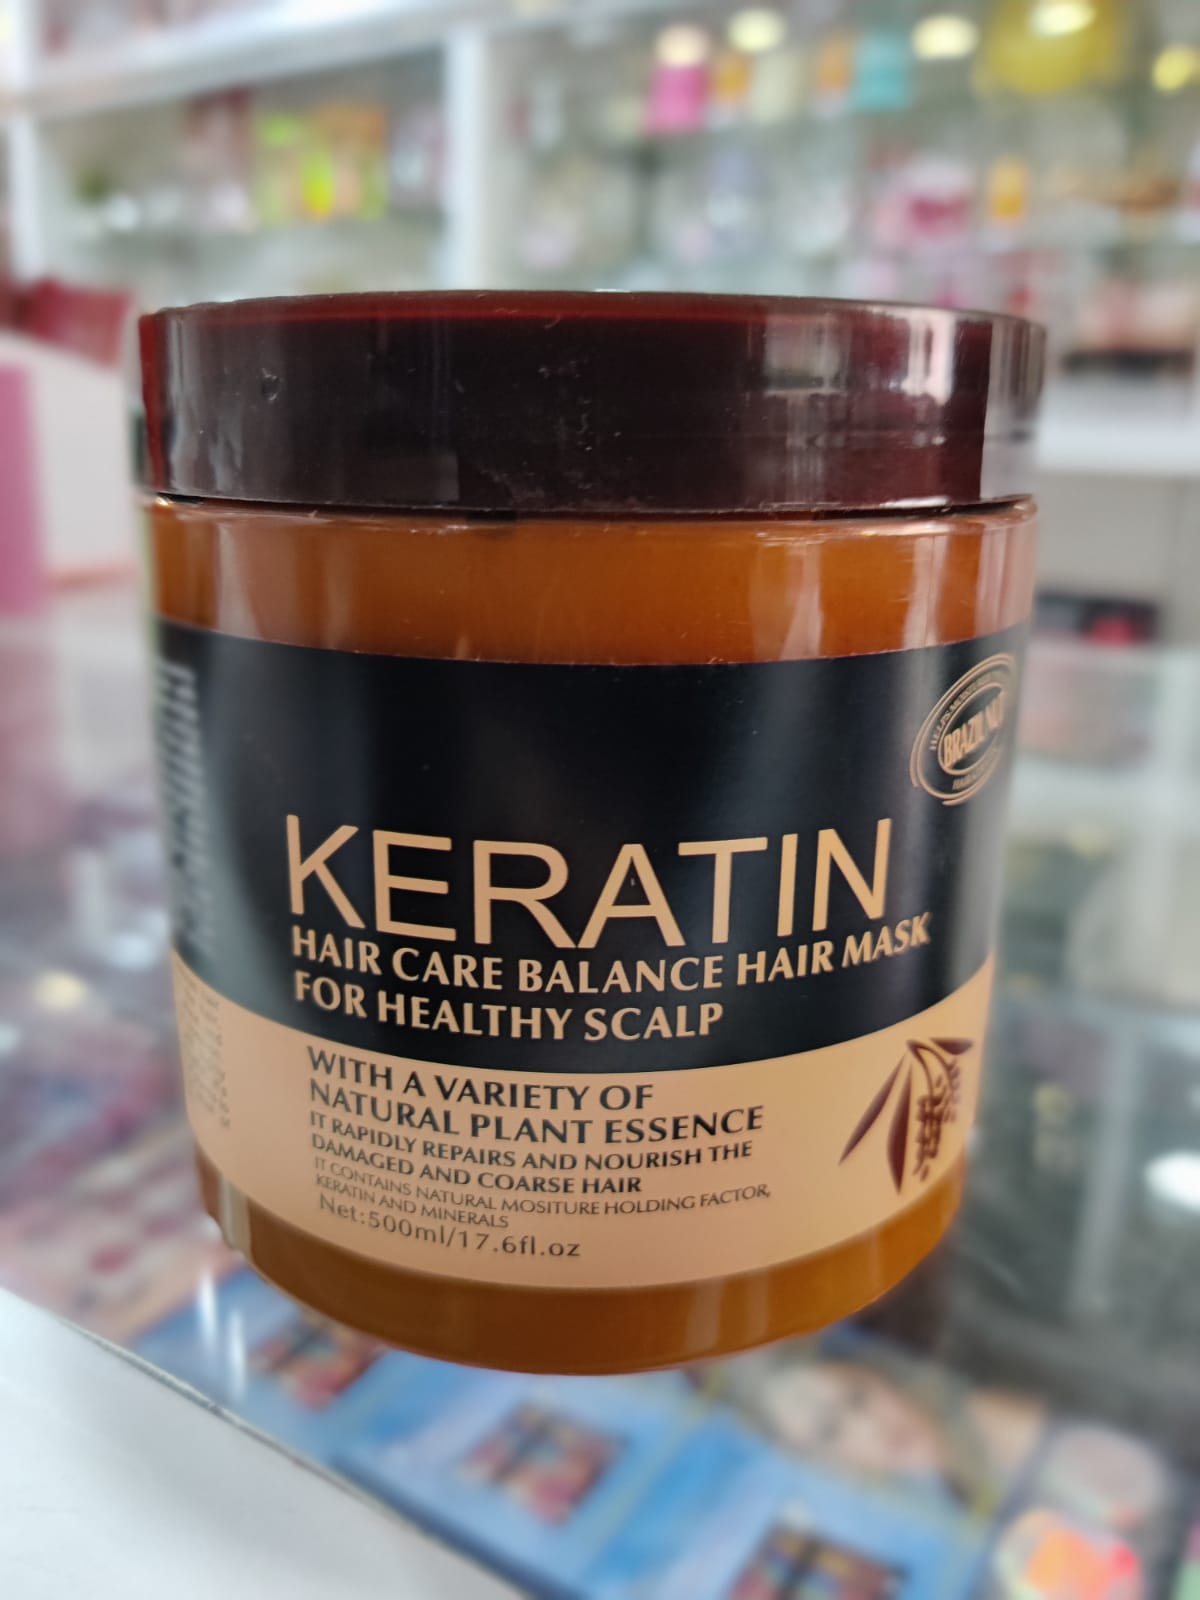 BRAZIL NUT
KERATIN
HAIR CARE BALANCE HAIR MASK
FOR HEALTHY SCALP
WITH A VARIETY OF
NATURAL PLANT ESSENCE
IT RAPIDLY REPAIRS AND NOURISH THE
DAMAGED AND COARSE HAIR
IT CONTAINS NATURAL MOSITURE HOLDING FACTOR,
KERATIN AND MINERALS
Net:500ml/17.6fl.oz